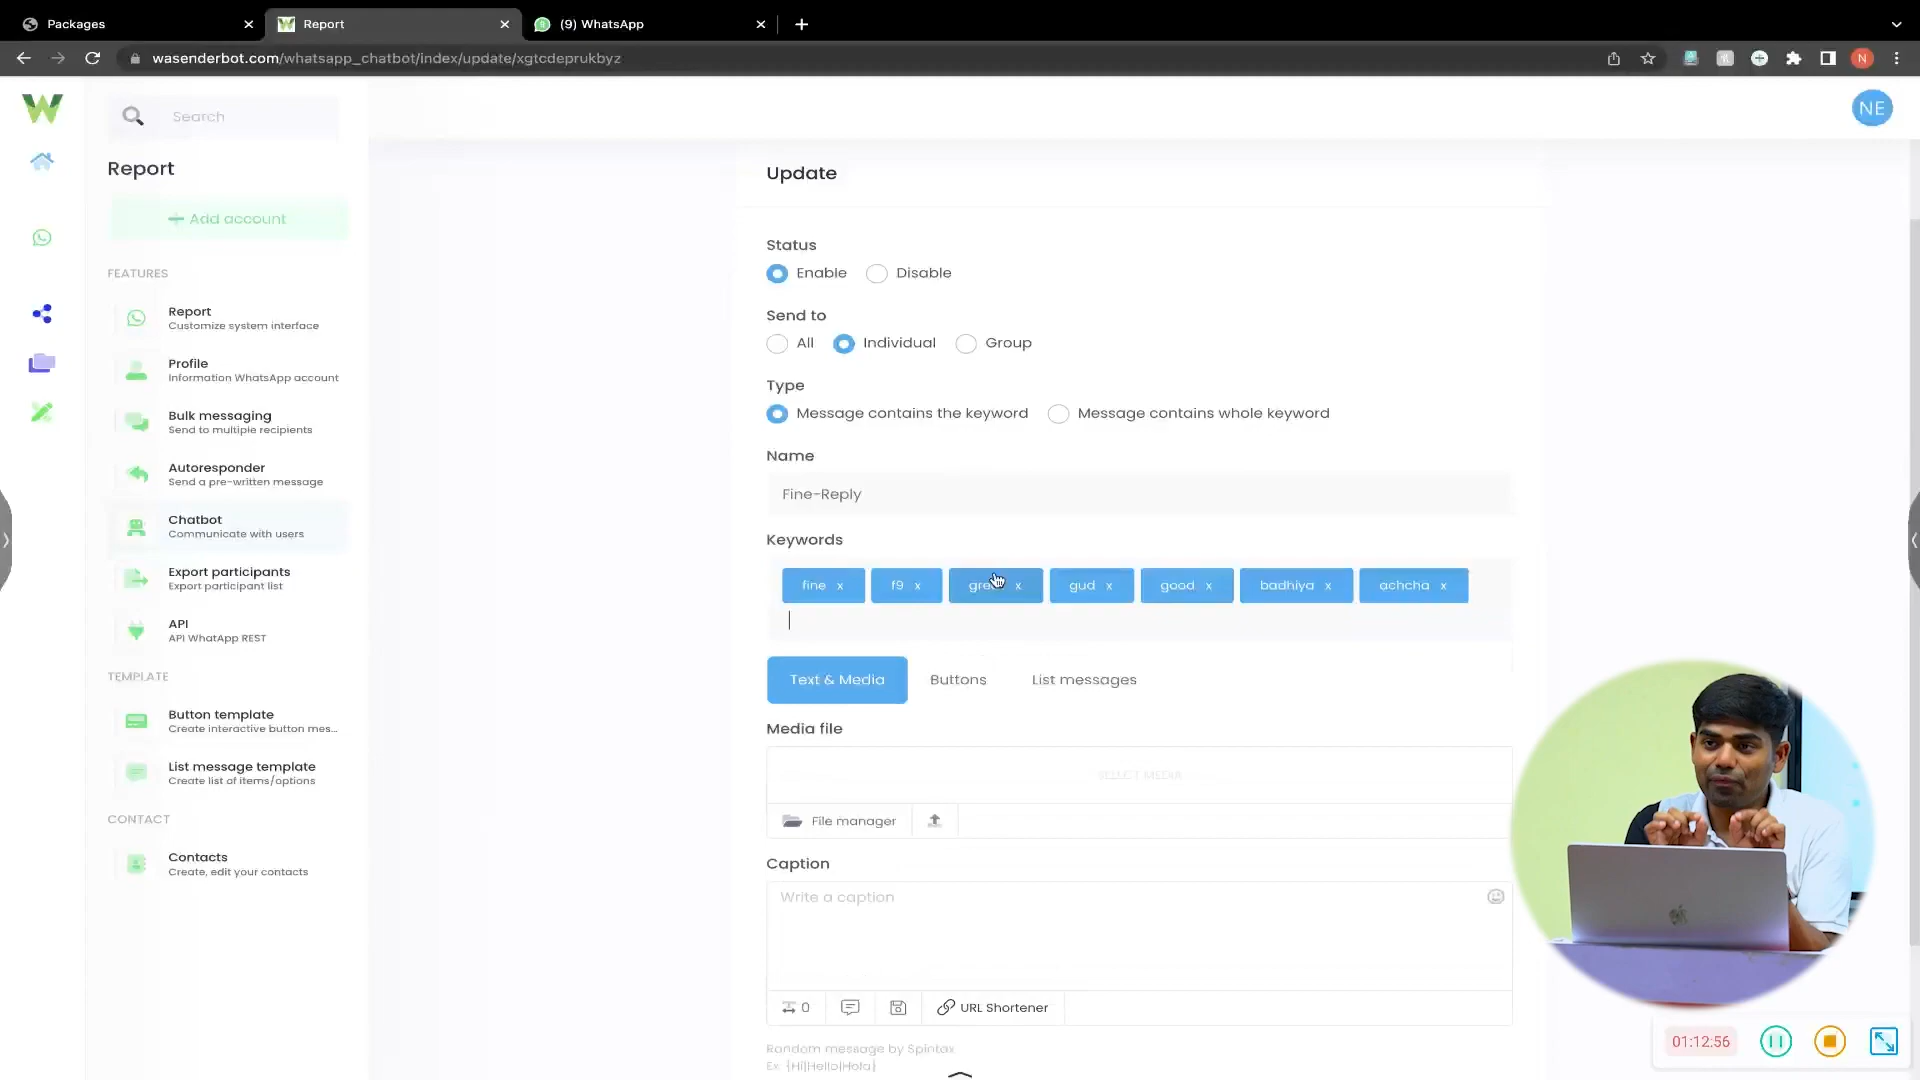 Packages
Report
(9) WhatsApp
wasenderbot.com/whatsapp_chatbot/index/update/xgtcdeprukbyz
N
Search
NE
Report
Add account
FEATURES
Report
Customize system interface
Profile
Information WhatsApp account
Bulk messaging
Send to multiple recipients
Autoresponder
Send a pre-written message
Chatbot
Communicate with users
Export participants
Export participant list
API
API WhatApp REST
TEMPLATE
Button template
Create interactive button mes...
List message template
Create list of items/options
CONTACT
Contacts
Create, edit your contacts
Update
Status
Enable Disable
Send to
All Individual Group
Type
Message contains the keyword Message contains whole keyword
Name
Fine-Reply
Keywords
fine x f9 x x gud x good x badhiya x achcha x
Text & Media Buttons List messages
Media file
SELECT MEDIA
File manager
Caption
Write a caption
0 URL Shortener
Random message by Spintax
Ex: {Hi|Hello|Hola}
01:12:56